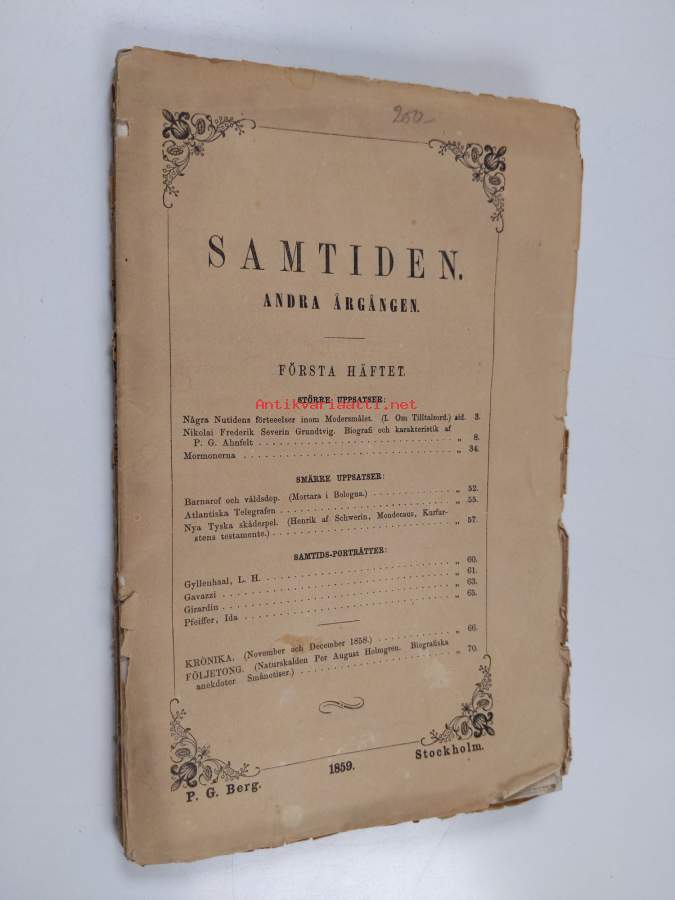 250-
SAMTIDEN.
ANDRA ÅRGÅNGEN.
FÖRSTA HÄFTET.
STÖRRE UPPSATSER:
Antikvariaatti.net
Några Nutidens förteelser inom Modersmålet. (I. Om Tilltalsord.) sid. 3.
Nikolai Frederik Severin Grundtvig. Biografi och karakteristik af
P. G. Ahnfelt „ 8.
Mormonerna „ 34.
SMÄRRE UPPSATSER:
Barnarof och våldsdop. (Mortara i Bologna.) „ 52.
Atlantiska Telegrafen „ 55.
Nya Tyska skådespel. (Henrik af Schwerin, Mondecaus, Kurfur-
stens testamente.) „ 57.
SAMTIDS-PORTRÄTTER:
Gyllenhaal, L. H. „ 60.
Gavazzi „ 61.
Girardin „ 63.
Pfeiffer, Ida „ 65.
KRÖNIKA. (November och December 1858.) „ 66.
FÖLJETONG. (Naturskalden Per August Holmgren. Biografiska
anekdoter. Smånotiser.) „ 70.
P. G. Berg.
1859.
Stockholm.